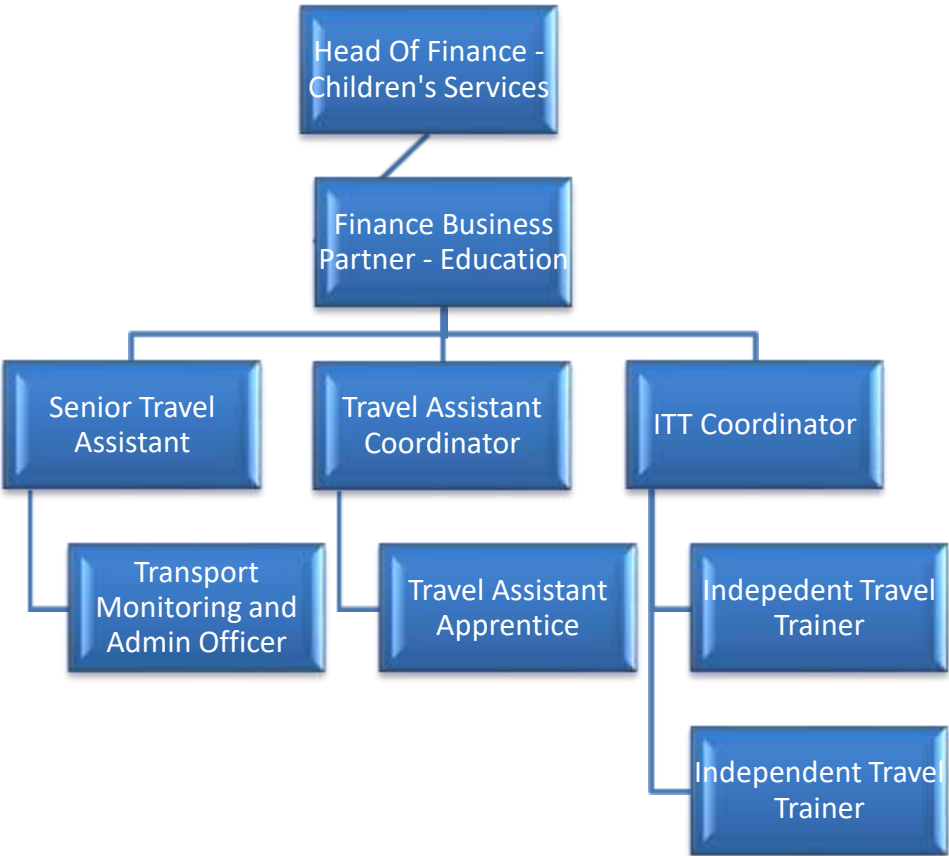 Head Of Finance -
Children's Services
Finance Business
Partner - Education
Senior Travel
Assistant
Travel Assistant
Coordinator
ITT Coordinator
Transport
Monitoring and
Admin Officer
Travel Assistant
Apprentice
Indepedent Travel
Trainer
Independent Travel
Trainer